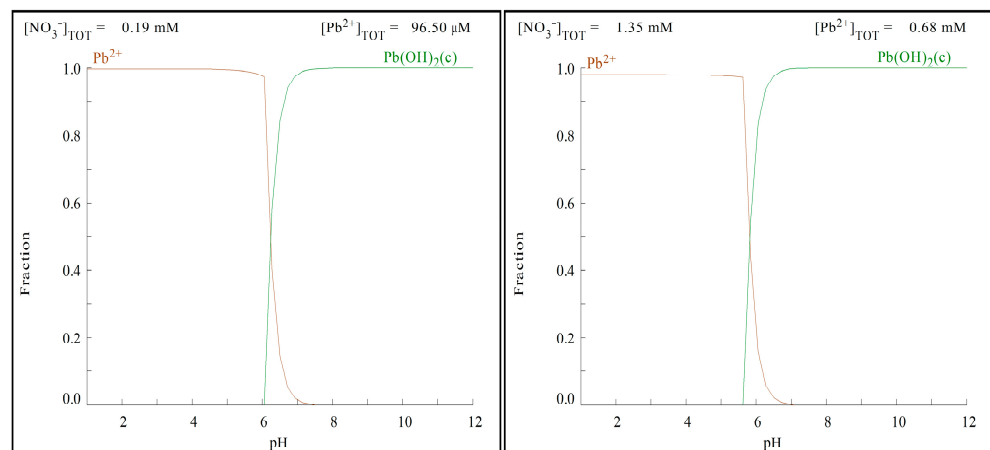 [NO₃⁻]TOT = 0.19 mM [Pb²⁺]TOT = 96.50 µM
Pb²⁺ Pb(OH)₂(c)
1.0
0.8
0.6
0.4
0.2
0.0
Fraction
2 4 6 8 10 12
pH
[NO₃⁻]TOT = 1.35 mM [Pb²⁺]TOT = 0.68 mM
Pb²⁺ Pb(OH)₂(c)
1.0
0.8
0.6
0.4
0.2
0.0
Fraction
2 4 6 8 10 12
pH